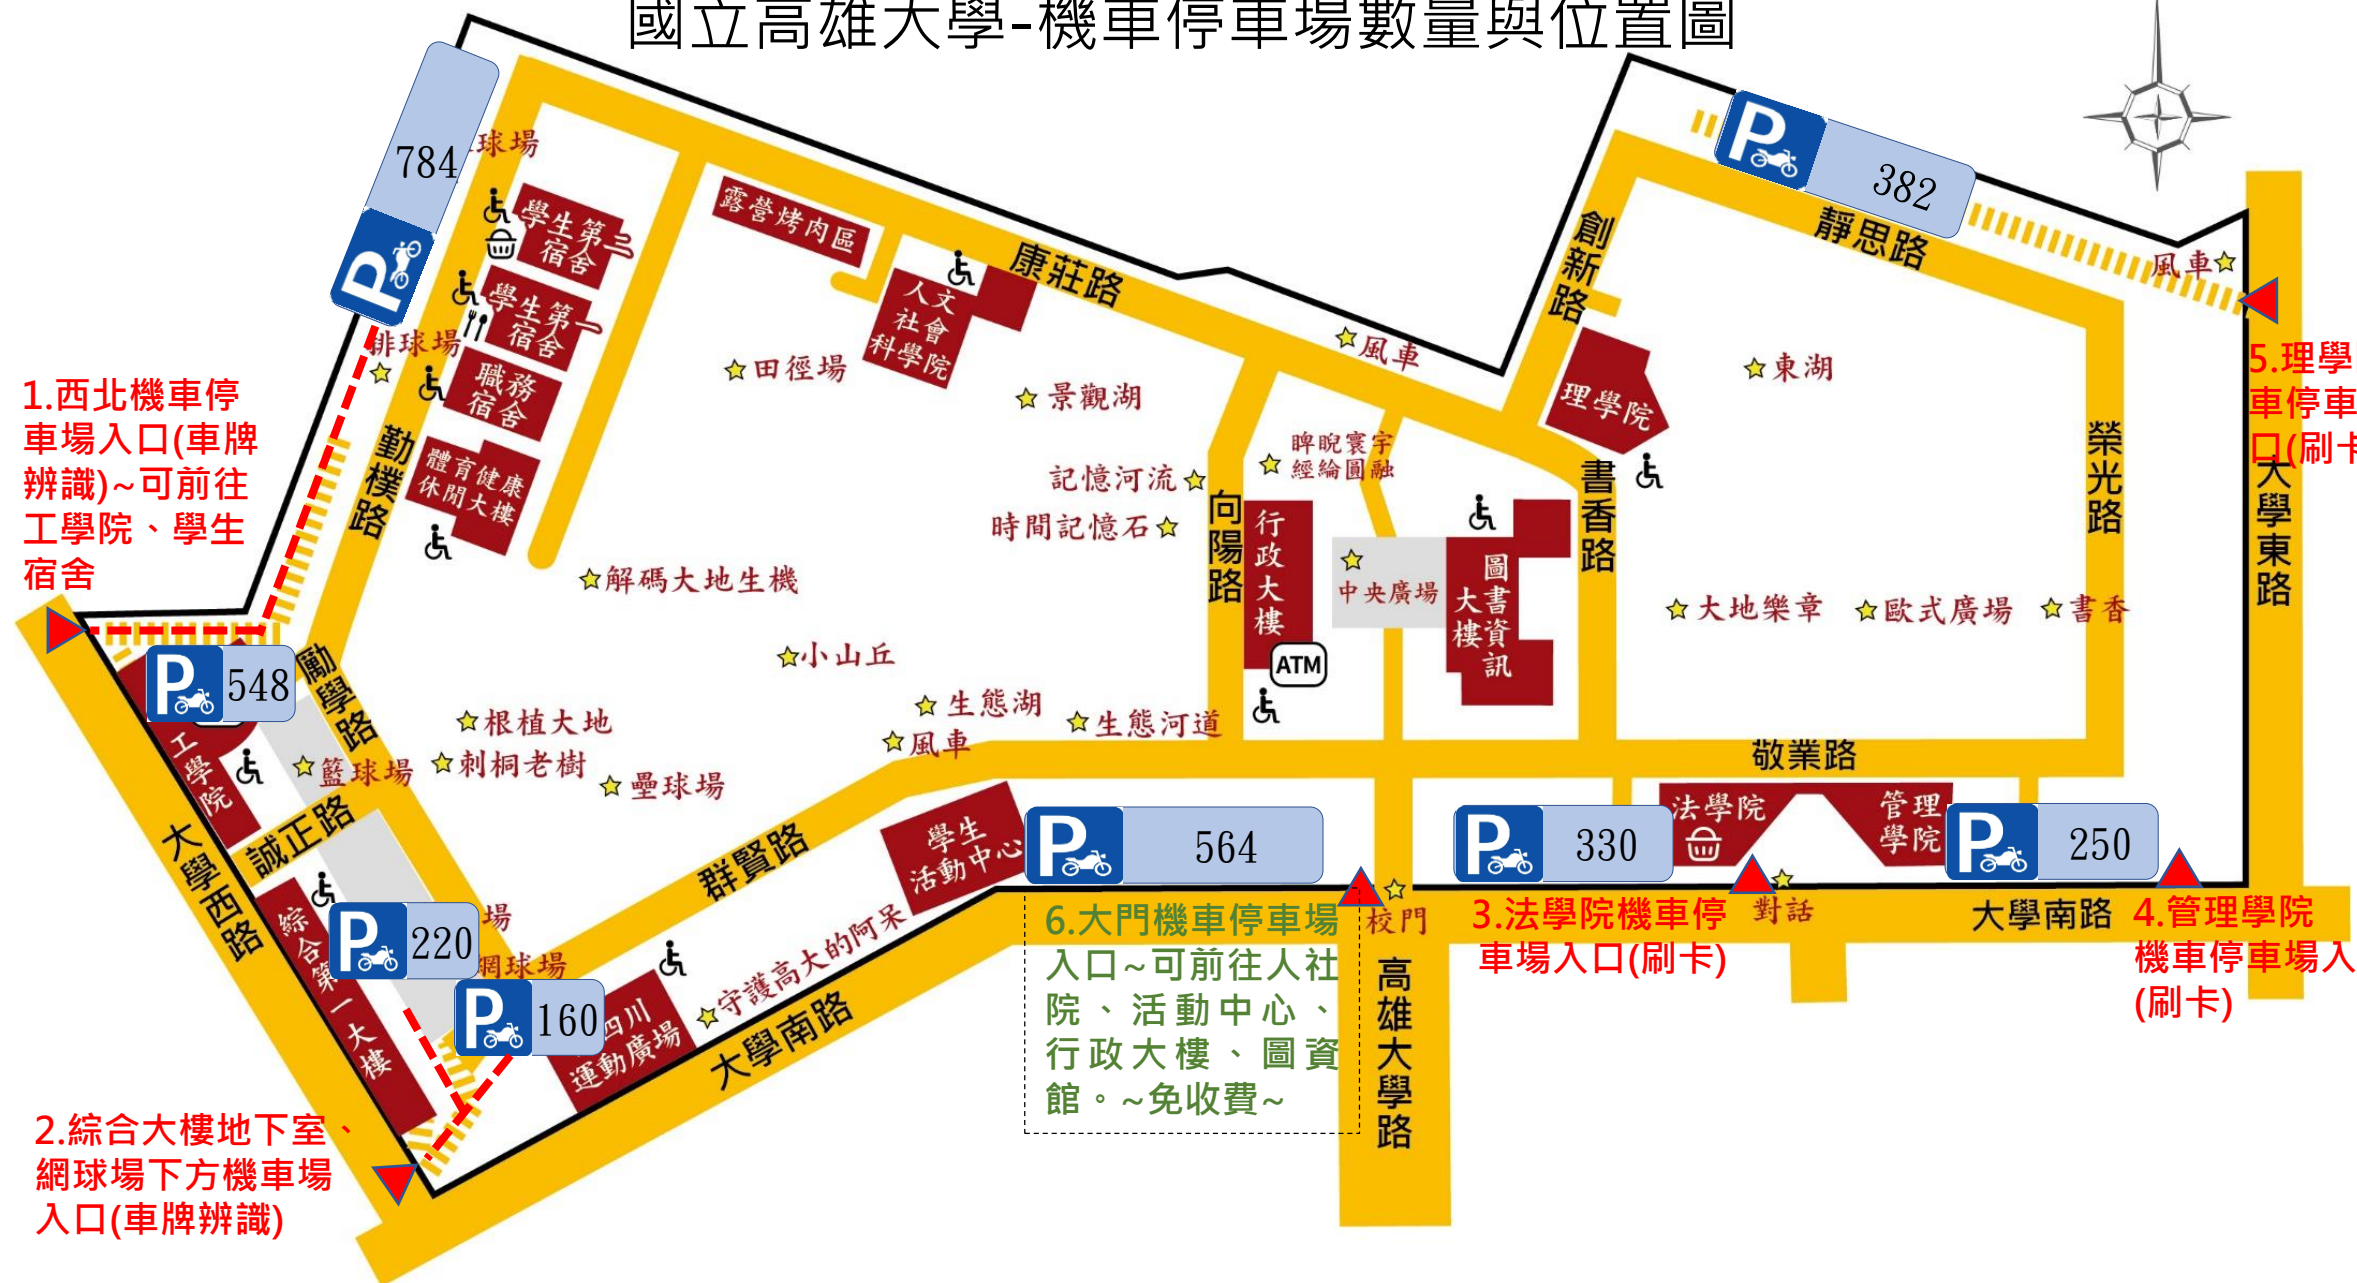 國立高雄大學-機車停車場數量與位置圖
784
球場
382
學生第二
宿舍
露營烤肉區
康莊路
創新路
靜思路
風車
學生第一
宿舍
人文
社會
科學院
排球場
職務
宿舍
田徑場
景觀湖
風車
理學院
東湖
5.理學
車停車
口(刷卡
1.西北機車停
車場入口(車牌
辨識)~可前往
工學院、學生
宿舍
勤樸路
體育健康
休閒大樓
記憶河流
時間記憶石
向陽路
睥睨寰宇
經綸圓融
行政大樓
中央廣場
圖書資訊
大樓
書香路
榮光路
大學東路
解碼大地生機
大地樂章
歐式廣場
書香
小山丘
ATM
548
勵學路
工學院
根植大地
生態湖
生態河道
風車
籃球場
刺桐老樹
壘球場
敬業路
誠正路
大學西路
群賢路
學生
活動中心
564
330
法學院
管理
學院
250
綜合第一大樓
220
場
網球場
160
四川
運動廣場
守護高大的阿呆
大學南路
6.大門機車停車場
入口~可前往人社
院、活動中心、
行政大樓、圖資
館。~免收費~
校門
高雄大學路
3.法學院機車停
車場入口(刷卡)
對話
大學南路
4.管理學院
機車停車場入
(刷卡)
2.綜合大樓地下室、
網球場下方機車場
入口(車牌辨識)